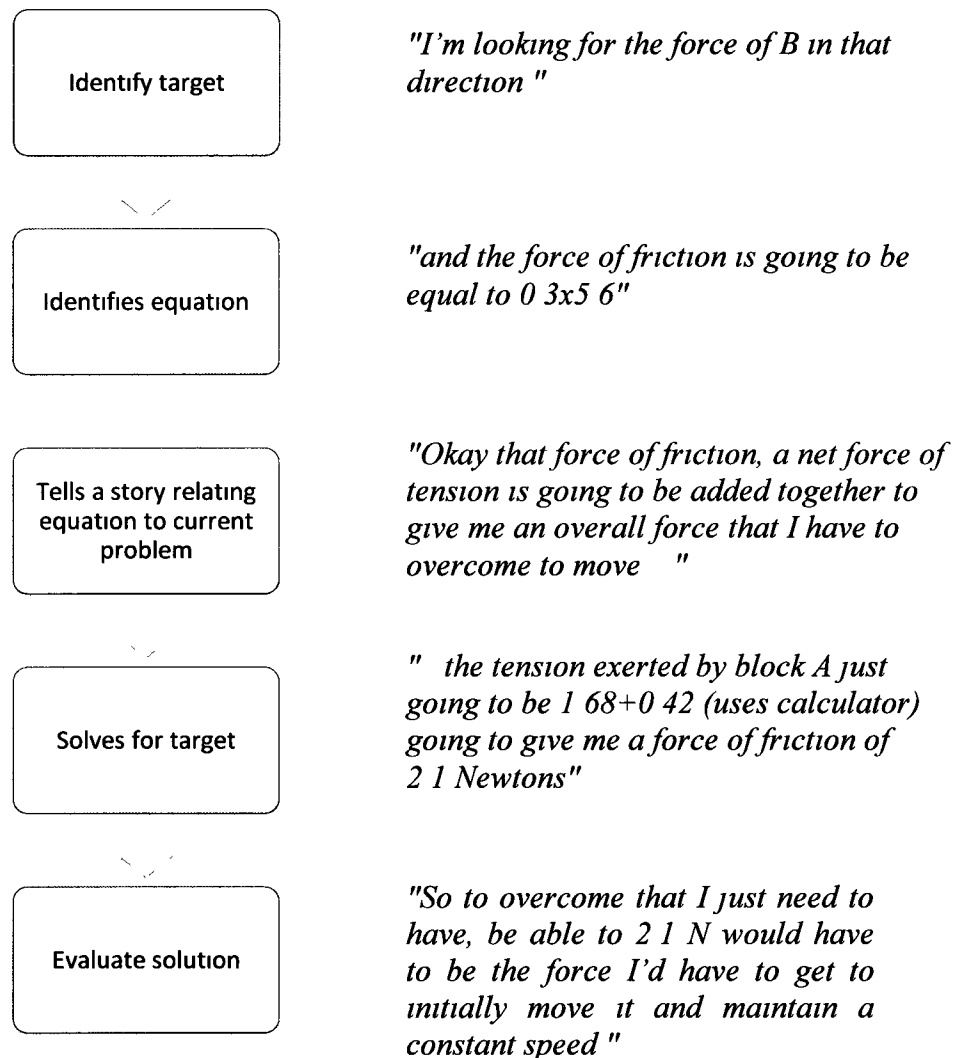 Identify target
"I'm looking for the force of B in that
direction "
Identifies equation
"and the force of friction is going to be
equal to 0 3x5 6"
Tells a story relating
equation to current
problem
"Okay that force of friction, a net force of
tension is going to be added together to
give me an overall force that I have to
overcome to move "
Solves for target
" the tension exerted by block A just
going to be 1 68+0 42 (uses calculator)
going to give me a force of friction of
2 1 Newtons"
Evaluate solution
"So to overcome that I just need to
have, be able to 2 1 N would have
to be the force I'd have to get to
initially move it and maintain a
constant speed "